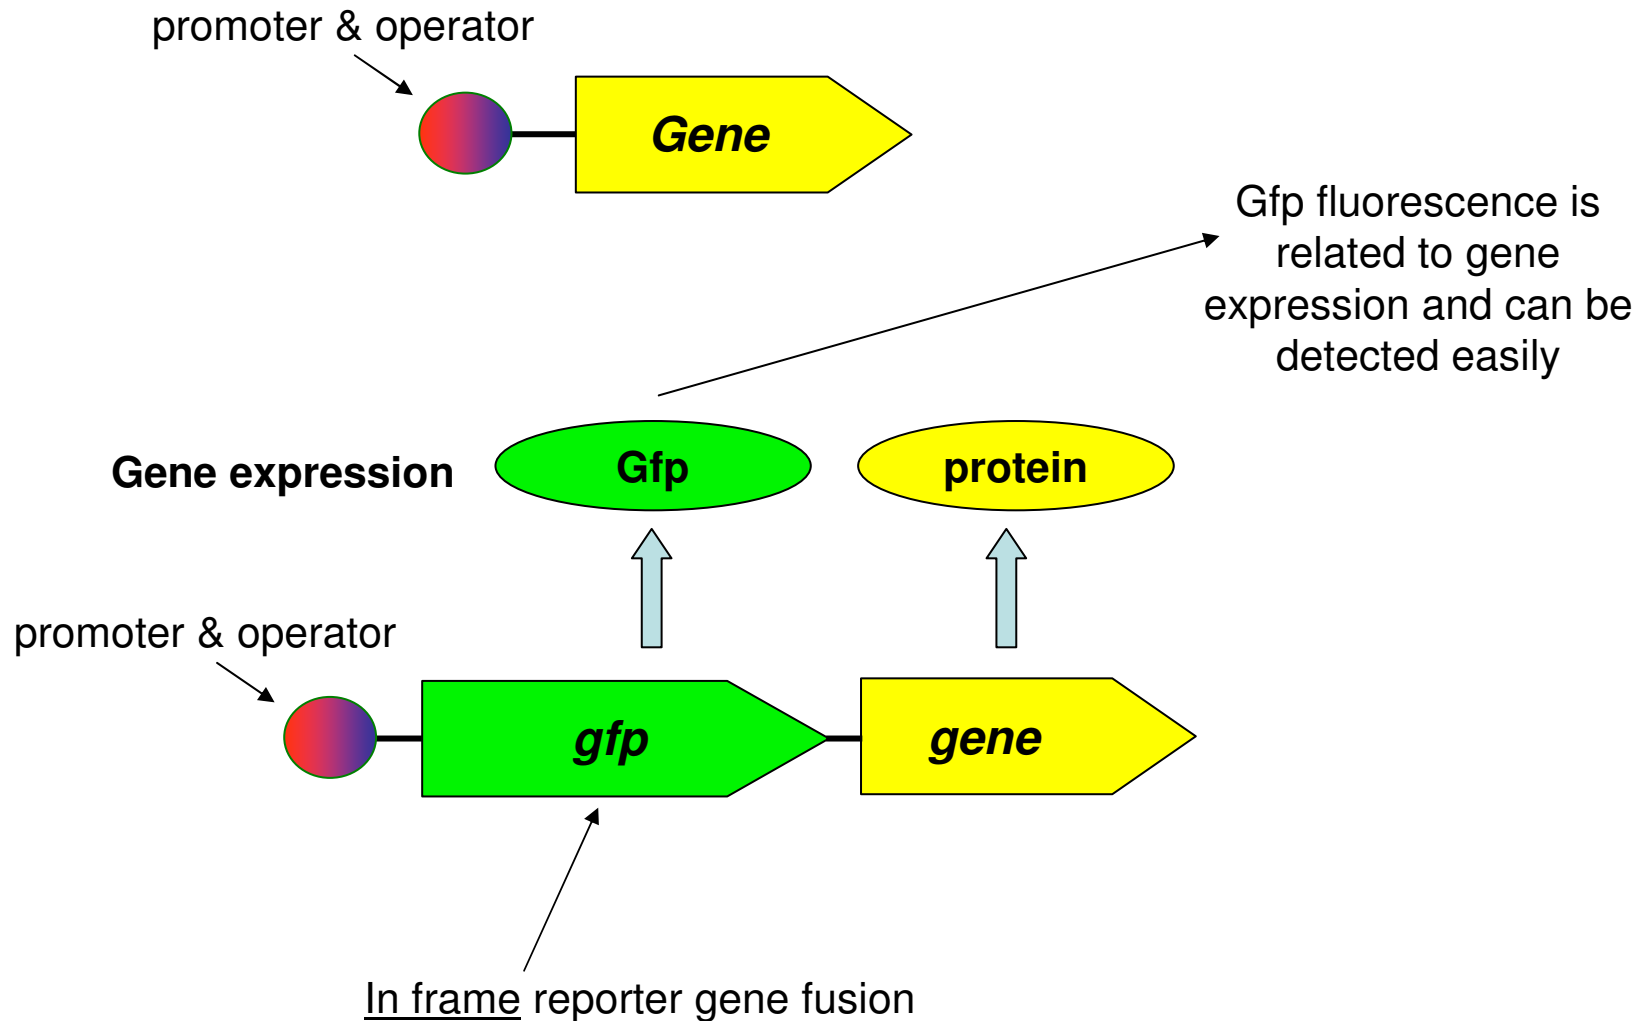 promoter & operator
Gene
Gfp fluorescence is
related to gene
expression and can be
detected easily
Gene expression
Gfp
protein
promoter & operator
gfp
gene
In frame reporter gene fusion